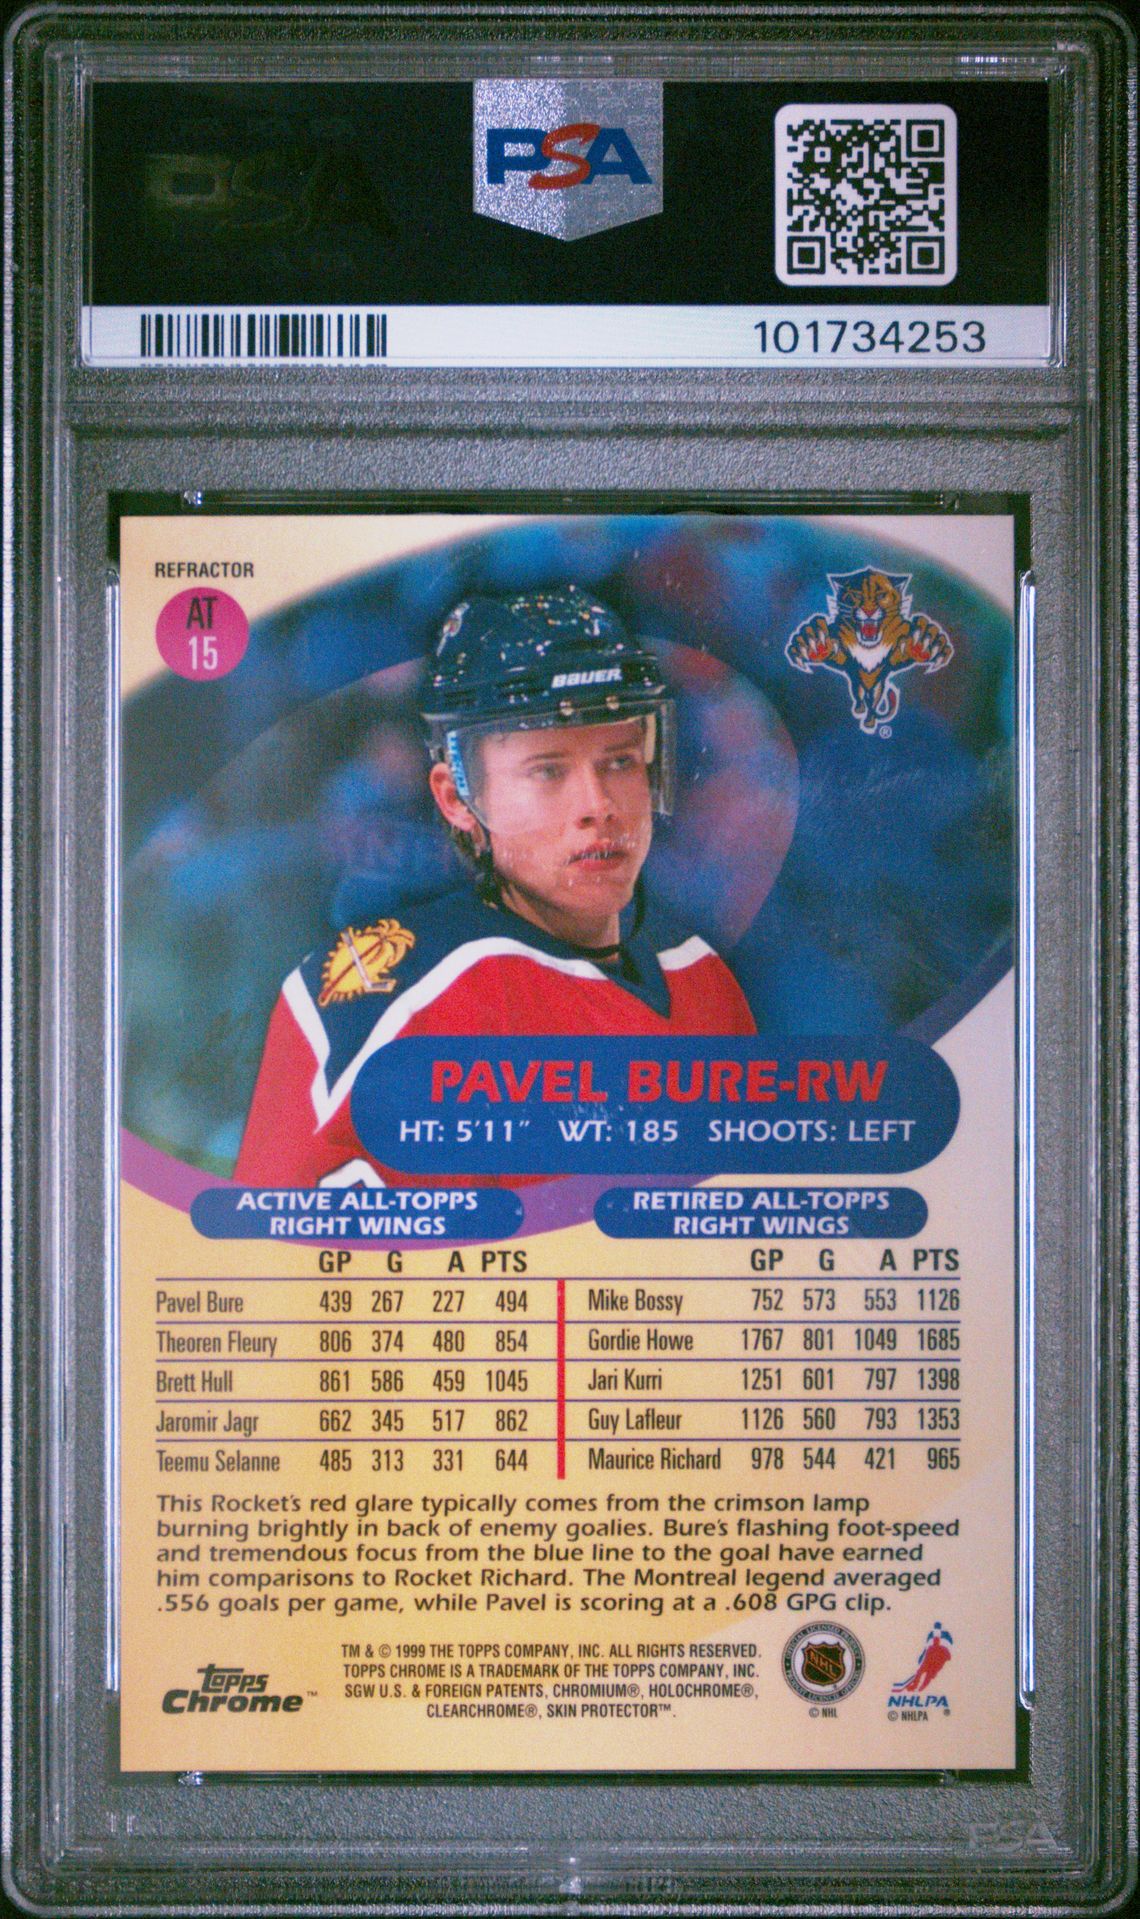 PSA
101734253
REFRACTOR
AT
15
BAUER
PAVEL BURE-RW
HT: 5'11" WT: 185 SHOOTS: LEFT
ACTIVE ALL-TOPPS
RIGHT WINGS
GP G A PTS
Pavel Bure 439 267 227 494
Theoren Fleury 806 374 480 854
Brett Hull 861 586 459 1045
Jaromir Jagr 662 345 517 862
Teemu Selanne 485 313 331 644
RETIRED ALL-TOPPS
RIGHT WINGS
GP G A PTS
Mike Bossy 752 573 553 1126
Gordie Howe 1767 801 1049 1685
Jari Kurri 1251 601 797 1398
Guy Lafleur 1126 560 793 1353
Maurice Richard 978 544 421 965
This Rocket's red glare typically comes from the crimson lamp
burning brightly in back of enemy goalies. Bure's flashing foot-speed
and tremendous focus from the blue line to the goal have earned
him comparisons to Rocket Richard. The Montreal legend averaged
.556 goals per game, while Pavel is scoring at a .608 GPG clip.
Topps
Chrome™
TM & © 1999 THE TOPPS COMPANY, INC. ALL RIGHTS RESERVED.
TOPPS CHROME IS A TRADEMARK OF THE TOPPS COMPANY, INC.
SGW U.S. & FOREIGN PATENTS, CHROMIUM®, HOLOCHROME®,
CLEARCHROME®, SKIN PROTECTOR™.
NHL
© NHL
NHLPA
© NHLPA
PSA